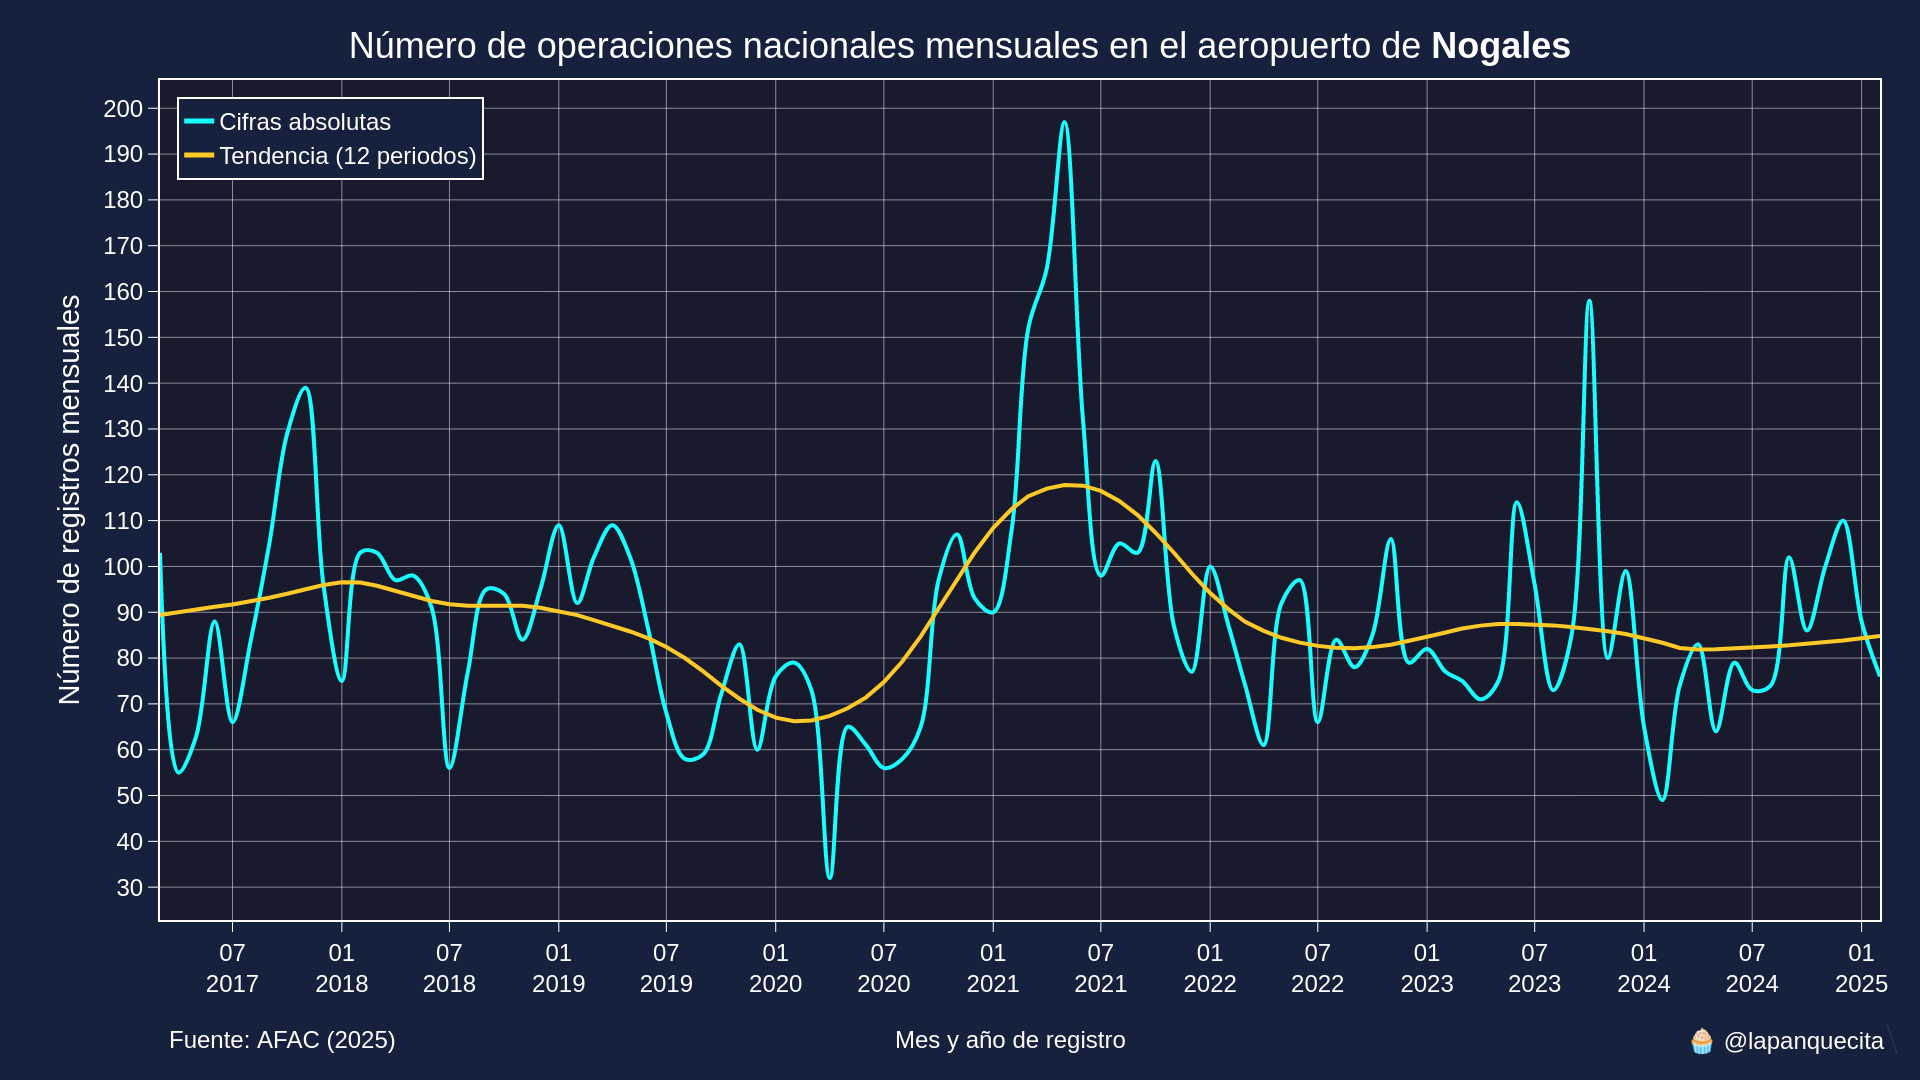 Número de operaciones nacionales mensuales en el aeropuerto de Nogales
Cifras absolutas
Tendencia (12 periodos)
Número de registros mensuales
200
190
180
170
160
150
140
130
120
110
100
90
80
70
60
50
40
30
07 01 07 01 07 01 07 01 07 01 07 01 07 01 07 01
2017 2018 2018 2019 2019 2020 2020 2021 2021 2022 2022 2023 2023 2024 2024 2025
Fuente: AFAC (2025)
Mes y año de registro
🧁 @lapanquecita